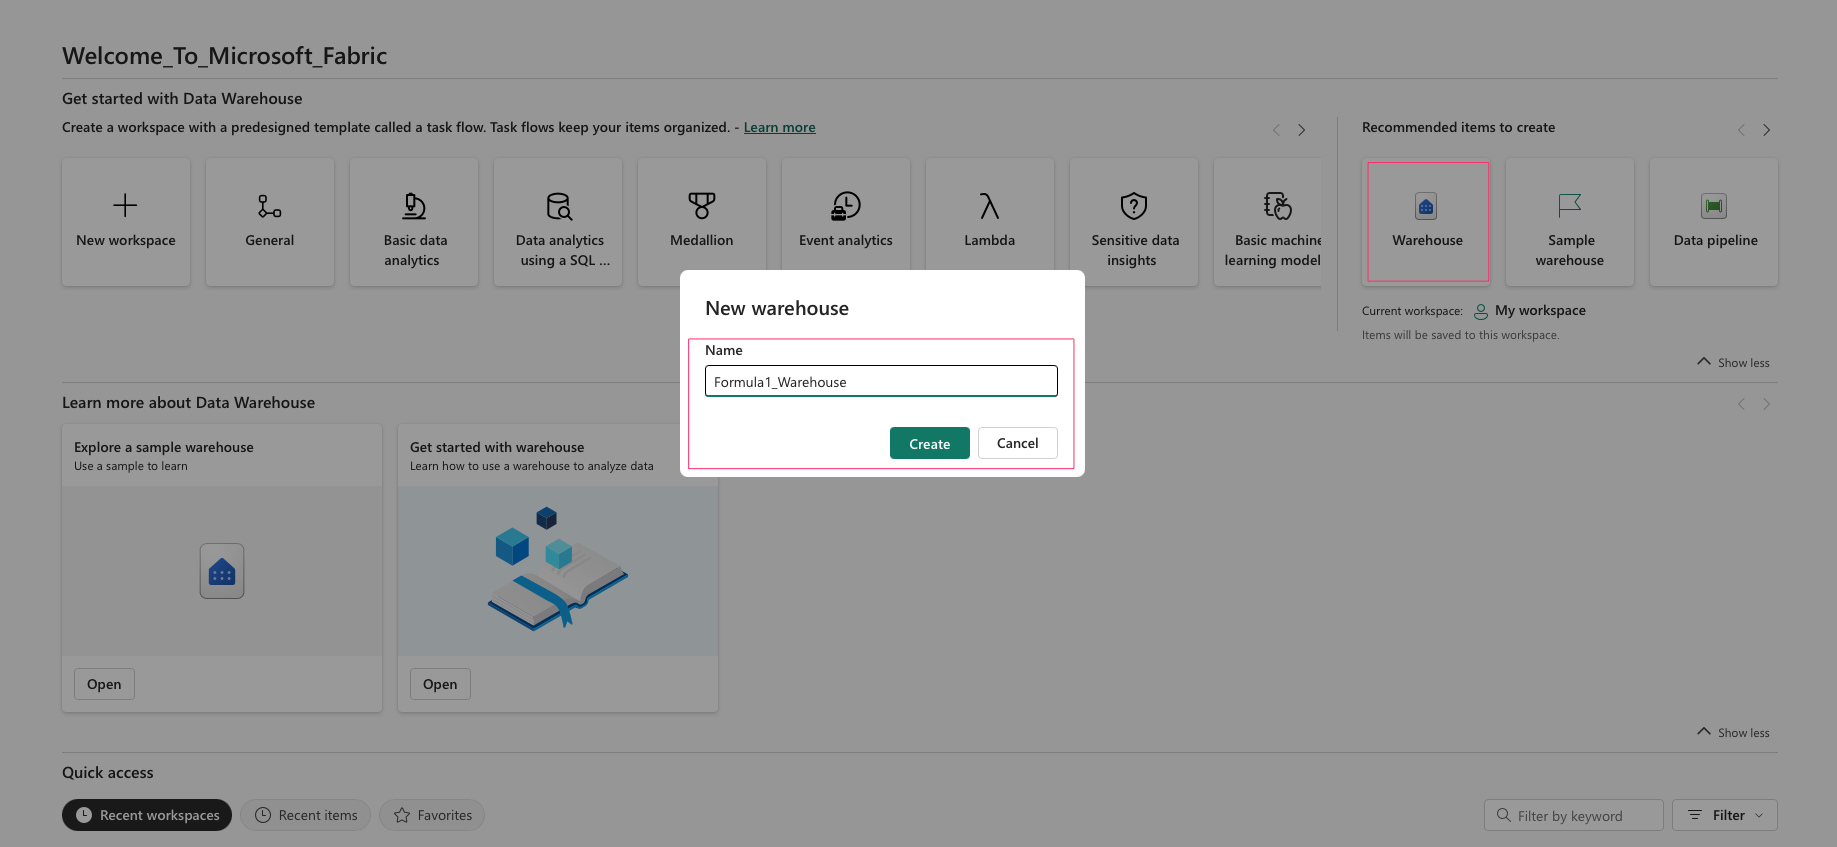 Welcome_To_Microsoft_Fabric
Get started with Data Warehouse
Create a workspace with a predesigned template called a task flow. Task flows keep your items organized. - Learn more
Recommended items to create
New workspace
General
Basic data
analytics
Data analytics
using a SQL ...
Medallion
Event analytics
Lambda
Sensitive data
insights
Basic machine
learning model
Warehouse
Sample
warehouse
Data pipeline
Current workspace: My workspace
Items will be saved to this workspace.
Show less
New warehouse
Name
Formula1_Warehouse
Create
Cancel
Learn more about Data Warehouse
Explore a sample warehouse
Use a sample to learn
Open
Get started with warehouse
Learn how to use a warehouse to analyze data
Open
Show less
Quick access
Recent workspaces
Recent items
Favorites
Filter by keyword
Filter